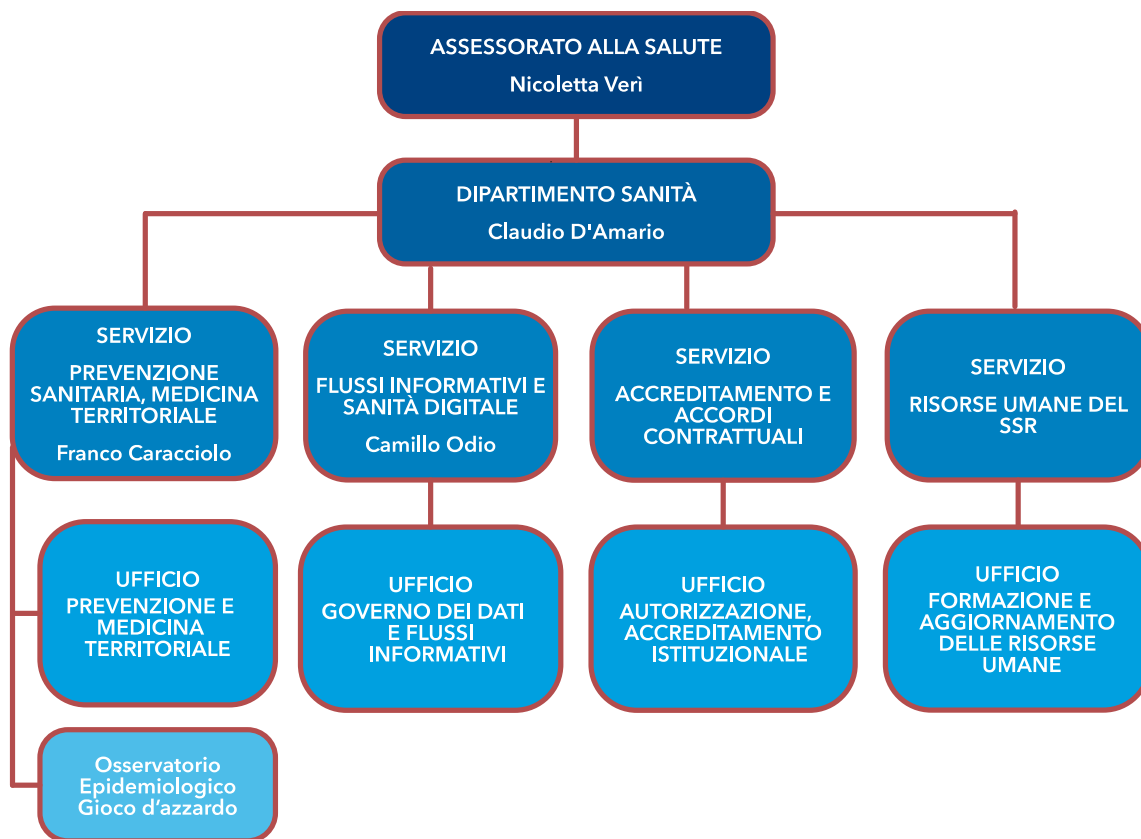 ASSESSORATO ALLA SALUTE
Nicoletta Verì
DIPARTIMENTO SANITÀ
Claudio D'Amario
SERVIZIO
PREVENZIONE
SANITARIA, MEDICINA
TERRITORIALE
Franco Caracciolo
SERVIZIO
FLUSSI INFORMATIVI E
SANITÀ DIGITALE
Camillo Odio
SERVIZIO
ACCREDITAMENTO E
ACCORDI
CONTRATTUALI
SERVIZIO
RISORSE UMANE DEL
SSR
UFFICIO
PREVENZIONE E
MEDICINA
TERRITORIALE
UFFICIO
GOVERNO DEI DATI
E FLUSSI
INFORMATIVI
UFFICIO
AUTORIZZAZIONE,
ACCREDITAMENTO
ISTITUZIONALE
UFFICIO
FORMAZIONE E
AGGIORNAMENTO
DELLE RISORSE
UMANE
Osservatorio
Epidemiologico
Gioco d’azzardo